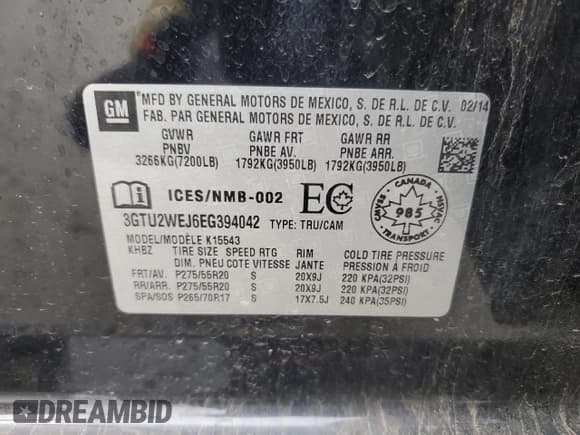 GM
*MFD BY GENERAL MOTORS DE MEXICO, S. DE R.L. DE C.V. 02/14
FAB. PAR GENERAL MOTORS DE MEXICO, S. DE R.L. DE C.V.
GVWR GAWR FRT GAWR RR
PNBV PNBE AV. PNBE ARR.
3266KG(7200LB) 1792KG(3950LB) 1792KG(3950LB)
ICES/NMB-002 EC
CANADA
985
NSVAC
3GTU2WEJ6EG394042 TYPE: TRU/CAM
MODEL/MODÈLE K15543
KHBZ TIRE SIZE SPEED RTG RIM COLD TIRE PRESSURE
DIM. PNEU COTE VITESSE JANTE PRESSION À FROID
FRT/AV. P275/55R20 S 20X9J 220 KPA(32PSI)
RR/ARR. P275/55R20 S 20X9J 220 KPA(32PSI)
SPA/SOS P265/70R17 S 17X7.5J 240 KPA(35PSI)
DREAMBID